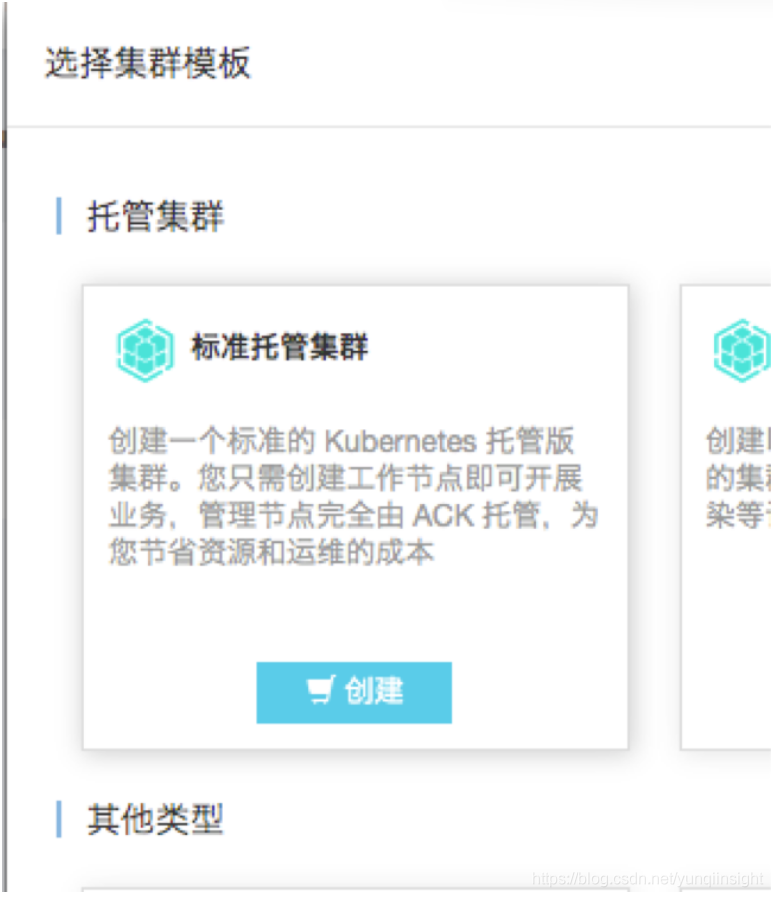 选择集群模板
托管集群
标准托管集群
创建一个标准的 Kubernetes 托管版
集群。您只需创建工作节点即可开展
业务，管理节点完全由 ACK 托管，为
您节省资源和运维的成本
创建
创建
的集
染等
其他类型
https://blog.csdn.net/yunqiinsight